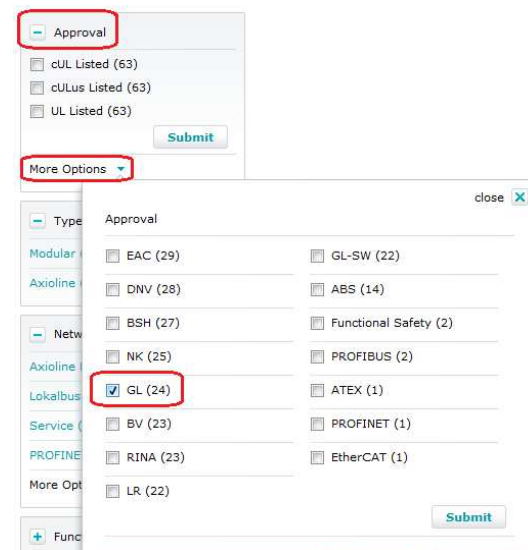 Approval
cUL Listed (63)
cULus Listed (63)
UL Listed (63)
Submit
More Options
close
Type
Modular
Axioline
Netw
Axioline
Lokalbus
Service (
PROFINE
More Opt
Func
Approval
EAC (29)
GL-SW (22)
DNV (28)
ABS (14)
BSH (27)
Functional Safety (2)
NK (25)
PROFIBUS (2)
GL (24)
ATEX (1)
BV (23)
PROFINET (1)
RINA (23)
EtherCAT (1)
LR (22)
Submit